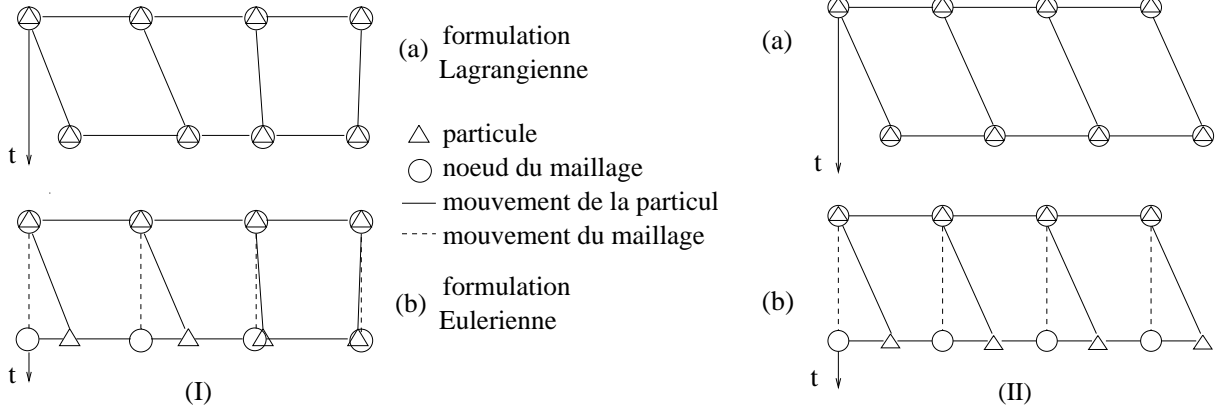 (a) formulation
Lagrangienne
(a)
particule
t
noeud du maillage
t
mouvement de la particul
mouvement du maillage
(b) formulation
Eulerienne
(b)
t
(I)
t
(II)